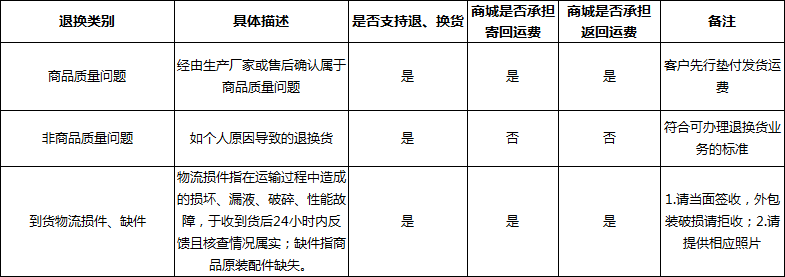 退换类别
具体描述
是否支持退、换货
商城是否承担
寄回运费
商城是否承担
返回运费
备注
商品质量问题
经由生产厂家或售后确认属于
商品质量问题
是
是
是
客户先行垫付发货运
费
非商品质量问题
如个人原因导致的退换货
是
否
否
符合可办理退换货业
务的标准
到货物流损件、缺件
物流损件指在运输过程中造成
的损坏、漏液、破碎、性能故
障，于收到货后24小时内反
馈且核查情况属实；缺件指商
品原装配件缺失。
是
是
是
1.请当面签收，外包
装破损请拒收；2.请
提供相应照片